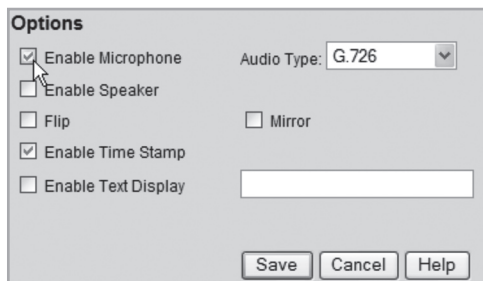 Options
Enable Microphone Audio Type: G.726
Enable Speaker
Flip Mirror
Enable Time Stamp
Enable Text Display
Save Cancel Help